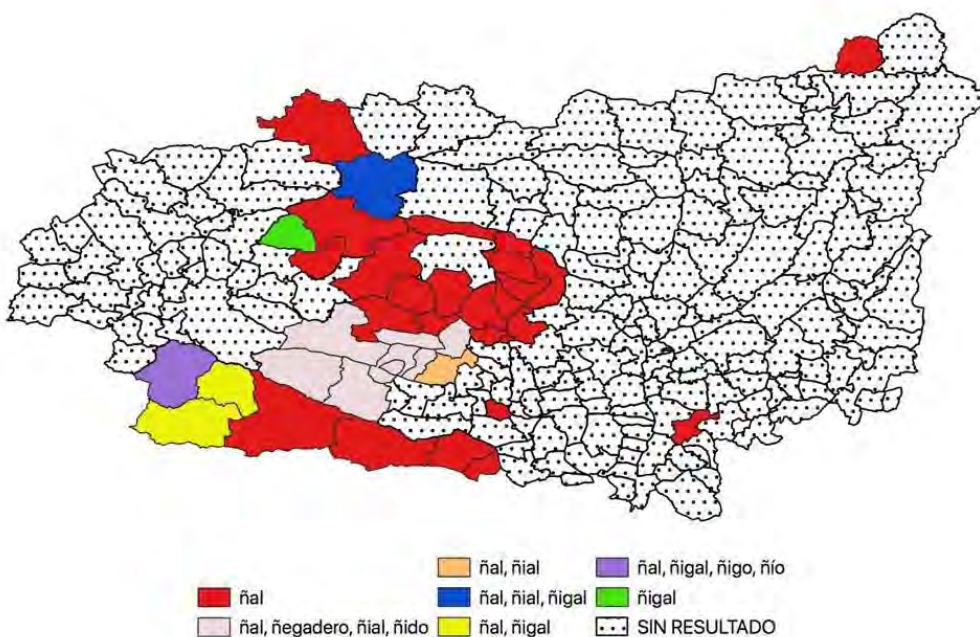 ñal, ñial
ñal, ñigal, ñigo, ñío
ñal
ñal, ñial, ñigal
ñigal
ñal, ñegadero, ñial, ñido
ñal, ñigal
SIN RESULTADO